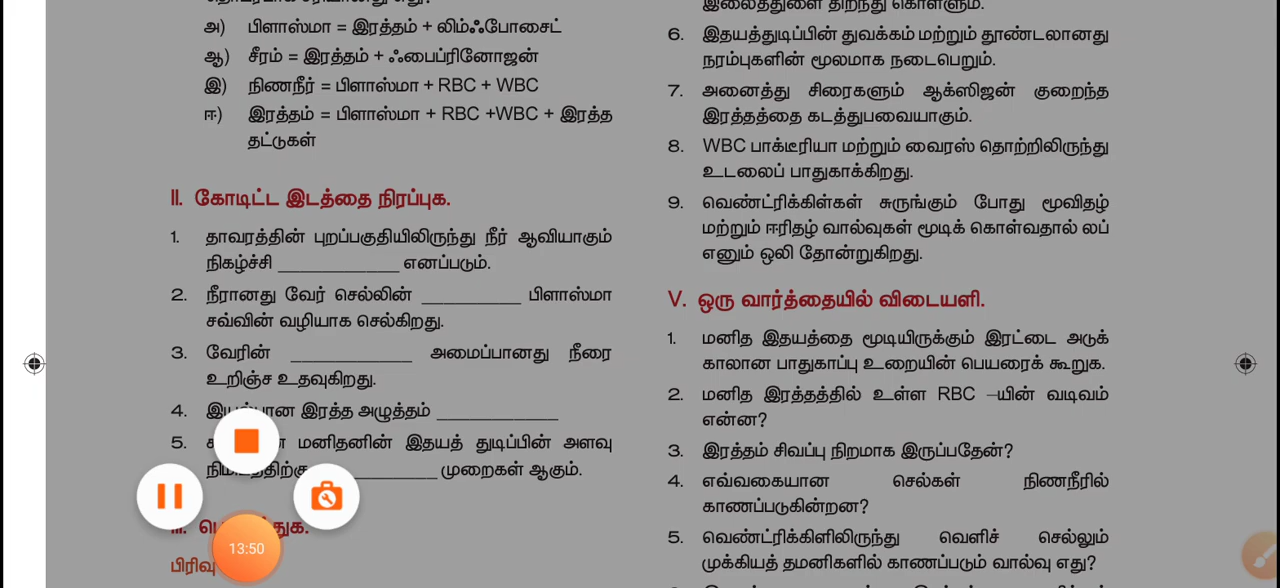 அ) பிளாஸ்மா = இரத்தம் + லிம்ஃபோசைட்
ஆ) சீரம் = இரத்தம் + ஃபைப்ரினோஜன்
இ) நிணநீர் = பிளாஸ்மா + RBC + WBC
ஈ) இரத்தம் = பிளாஸ்மா + RBC +WBC + இரத்த
தட்டுகள்
II. கோடிட்ட இடத்தை நிரப்புக.
1. தாவரத்தின் புறப்பகுதியிலிருந்து நீர் ஆவியாகும்
நிகழ்ச்சி ____________ எனப்படும்.
2. நீரானது வேர் செல்லின் __________ பிளாஸ்மா
சவ்வின் வழியாக செல்கிறது.
3. வேரின் ____________ அமைப்பானது நீரை
உறிஞ்ச உதவுகிறது.
4. இரத்த அழுத்தம் ____________
5. மனிதனின் இதயத் துடிப்பின் அளவு
________ முறைகள் ஆகும்.
13:50
பிரிவு
இலைத்துளை திறந்து கொள்ளும்.
6. இதயத்துடிப்பின் துவக்கம் மற்றும் தூண்டலானது
நரம்புகளின் மூலமாக நடைபெறும்.
7. அனைத்து சிரைகளும் ஆக்ஸிஜன் குறைந்த
இரத்தத்தை கடத்துபவையாகும்.
8. WBC பாக்டீரியா மற்றும் வைரஸ் தொற்றிலிருந்து
உடலைப் பாதுகாக்கிறது.
9. வெண்ட்ரிக்கிள்கள் சுருங்கும் போது மூவிதழ்
மற்றும் ஈரிதழ் வால்வுகள் மூடிக் கொள்வதால் லப்
எனும் ஒலி தோன்றுகிறது.
V. ஒரு வார்த்தையில் விடையளி.
1. மனித இதயத்தை மூடியிருக்கும் இரட்டை அடுக்
காலான பாதுகாப்பு உறையின் பெயரைக் கூறுக.
2. மனித இரத்தத்தில் உள்ள RBC –யின் வடிவம்
என்ன?
3. இரத்தம் சிவப்பு நிறமாக இருப்பதேன்?
4. எவ்வகையான செல்கள் நிணநீரில்
காணப்படுகின்றன?
5. வெண்ட்ரிக்கிளிலிருந்து வெளிச் செல்லும்
முக்கியத் தமனிகளில் காணப்படும் வால்வு எது?